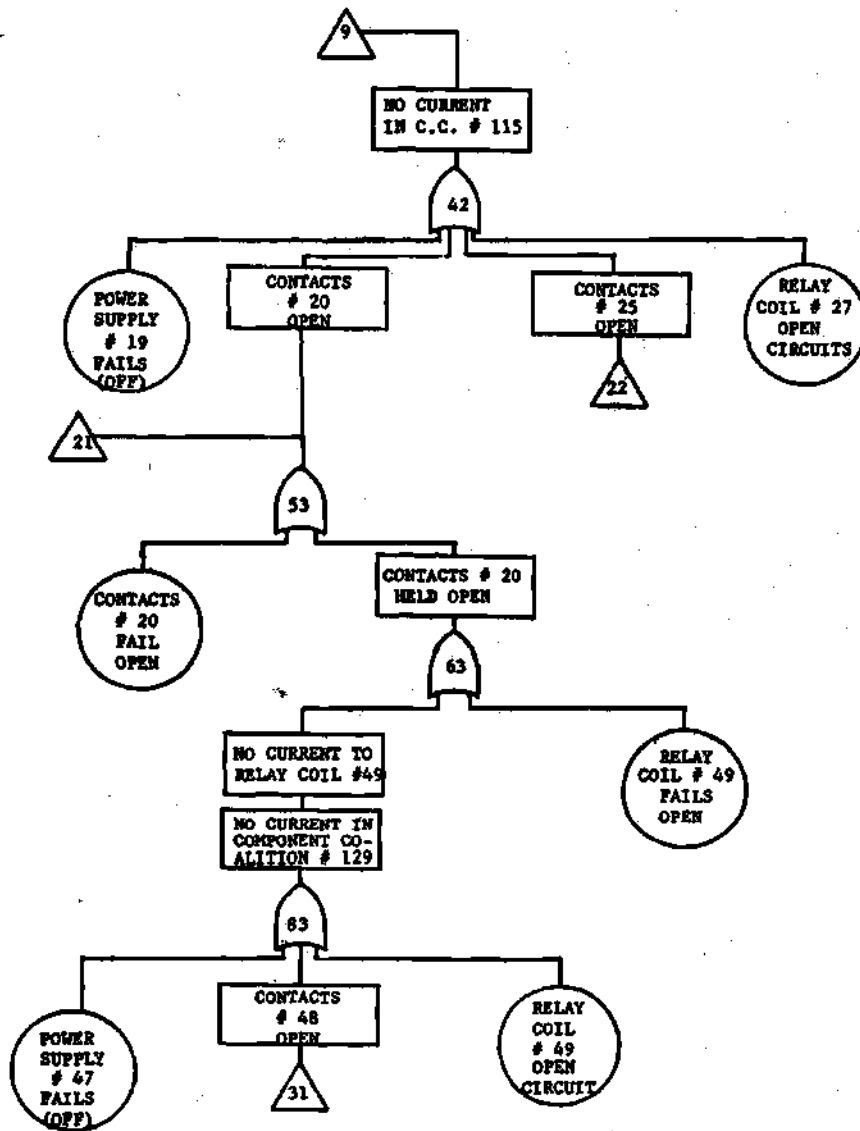 9
NO CURRENT
IN C.C. # 115
42
POWER
SUPPLY
# 19
FAILS
(OFF)
CONTACTS
# 20
OPEN
CONTACTS
# 25
OPEN
RELAY
COIL # 27
OPEN
CIRCUITS
22
21
53
CONTACTS
# 20
FAIL
OPEN
CONTACTS # 20
HELD OPEN
63
NO CURRENT TO
RELAY COIL #49
RELAY
COIL # 49
FAILS
OPEN
NO CURRENT IN
COMPONENT CO-
ALITION # 129
83
POWER
SUPPLY
# 47
FAILS
(OFF)
CONTACTS
# 48
OPEN
RELAY
COIL
# 49
OPEN
CIRCUIT
31